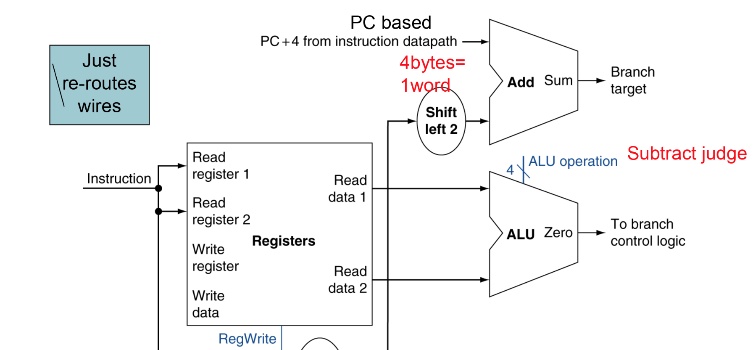 PC based
PC+4 from instruction datapath
Just
re-routes
wires
4bytes=
1word
Add
Sum
Branch
target
Shift
left 2
Instruction
Read
register 1
Read
data 1
4
ALU operation
Subtract judge
Read
register 2
Registers
ALU
Zero
To branch
control logic
Write
register
Read
data 2
Write
data
RegWrite